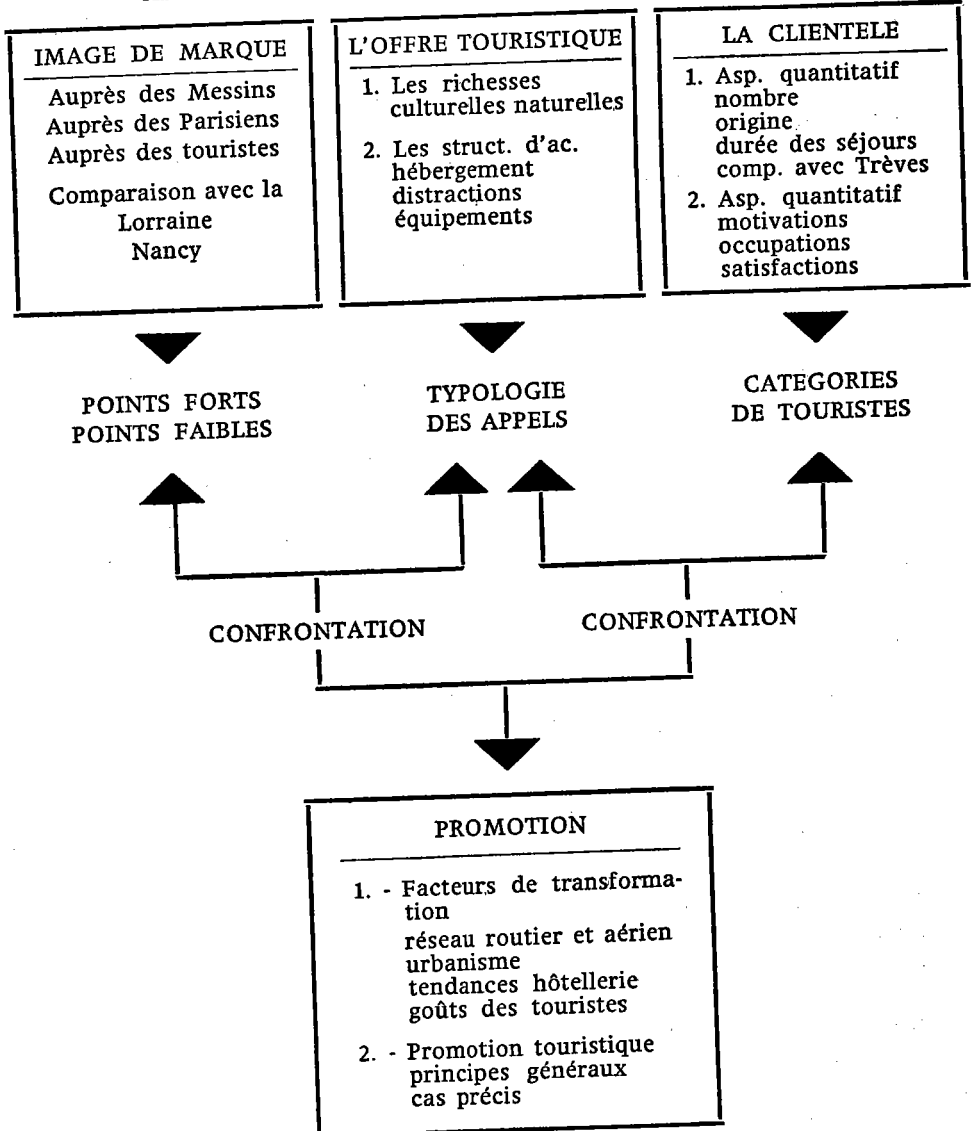 IMAGE DE MARQUE
Auprès des Messins
Auprès des Parisiens
Auprès des touristes
Comparaison avec la
Lorraine
Nancy
L'OFFRE TOURISTIQUE
1. Les richesses
culturelles naturelles
2. Les struct. d'ac.
hébergement
distractions
équipements
LA CLIENTELE
1. Asp. quantitatif
nombre
origine
durée des séjours
comp. avec Trèves
2. Asp. quantitatif
motivations
occupations
satisfactions
POINTS FORTS
POINTS FAIBLES
TYPOLOGIE
DES APPELS
CATEGORIES
DE TOURISTES
CONFRONTATION
CONFRONTATION
PROMOTION
1. - Facteurs de transforma-
tion
réseau routier et aérien
urbanisme
tendances hôtellerie
goûts des touristes
2. - Promotion touristique
principes généraux
cas précis